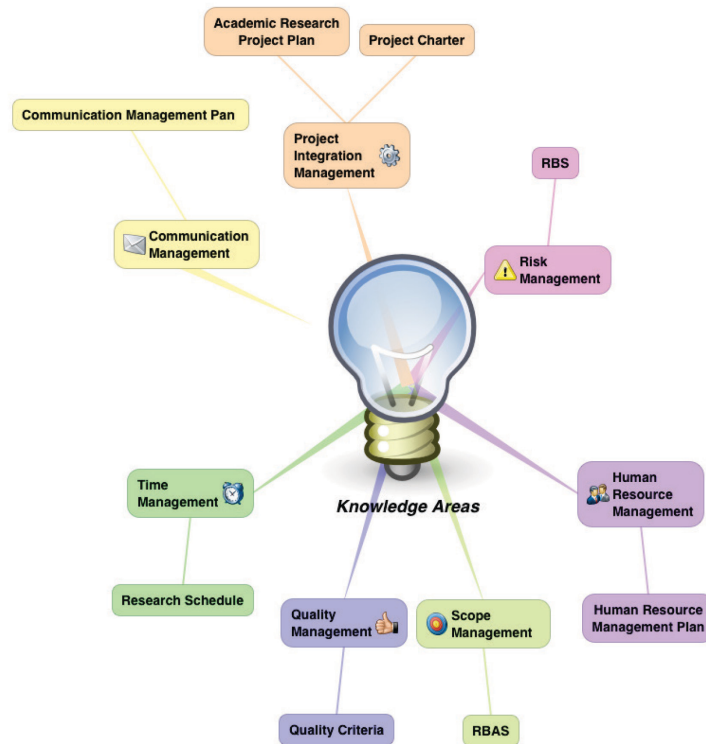 Academic Research
Project Plan
Project Charter
Communication Management Pan
Project
Integration
Management
RBS
Communication
Management
Risk
Management
Time
Management
Human
Resource
Management
Knowledge Areas
Research Schedule
Quality
Management
Scope
Management
Human Resource
Management Plan
Quality Criteria
RBAS